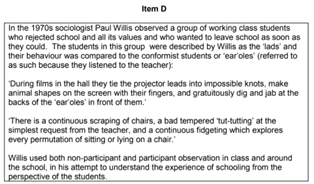 Item D
In the 1970s sociologist Paul Willis observed a group of working class students
who rejected school and all its values and who wanted to leave school as soon as
they could. The students in this group were described by Willis as the 'lads' and
their behaviour was compared to the conformist students or 'ear'oles' (referred to
as such because they listened to the teacher):
'During films in the hall they tie the projector leads into impossible knots, make
animal shapes on the screen with their fingers, and gratuitously dig and jab at the
backs of the 'ear'oles' in front of them.'
'There is a continuous scraping of chairs, a bad tempered 'tut-tutting' at the
simplest request from the teacher, and a continuous fidgeting which explores
every permutation of sitting or lying on a chair.'
Willis used both non-participant and participant observation in class and around
the school, in his attempt to understand the experience of schooling from the
perspective of the students.